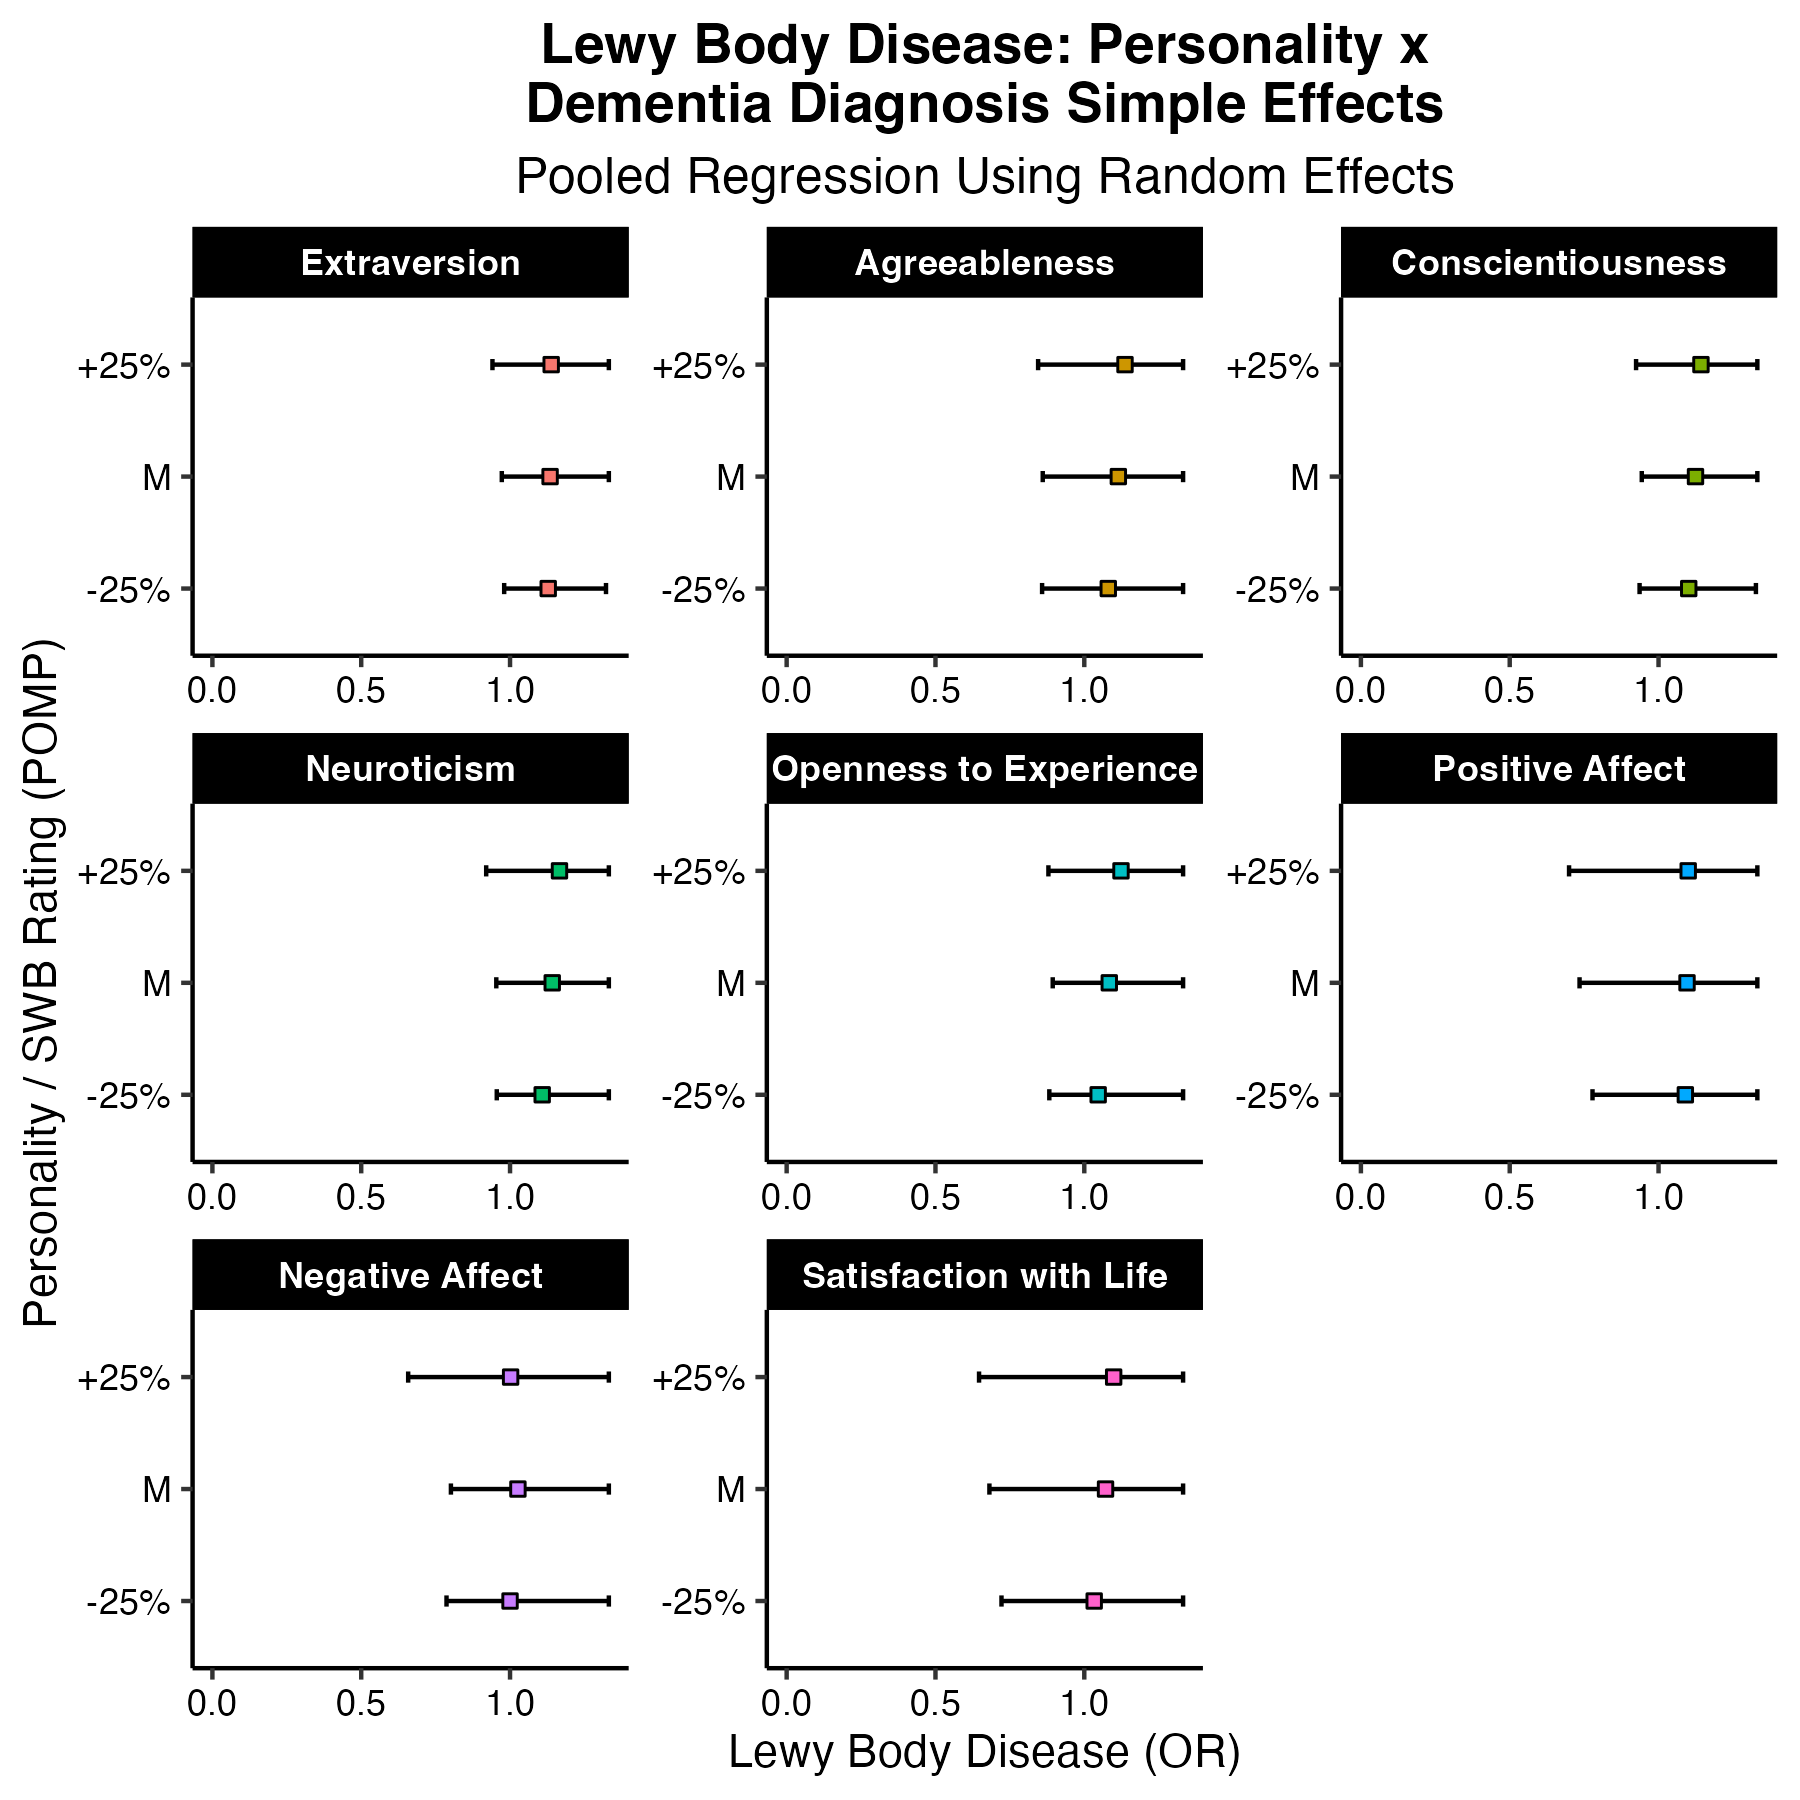 Lewy Body Disease: Personality x
Dementia Diagnosis Simple Effects
Pooled Regression Using Random Effects
Personality / SWB Rating (POMP)
Extraversion
+25%
M
-25%
0.0 0.5 1.0
Agreeableness
+25%
M
-25%
0.0 0.5 1.0
Conscientiousness
+25%
M
-25%
0.0 0.5 1.0
Neuroticism
+25%
M
-25%
0.0 0.5 1.0
Openness to Experience
+25%
M
-25%
0.0 0.5 1.0
Positive Affect
+25%
M
-25%
0.0 0.5 1.0
Negative Affect
+25%
M
-25%
0.0 0.5 1.0
Satisfaction with Life
+25%
M
-25%
0.0 0.5 1.0
Lewy Body Disease (OR)